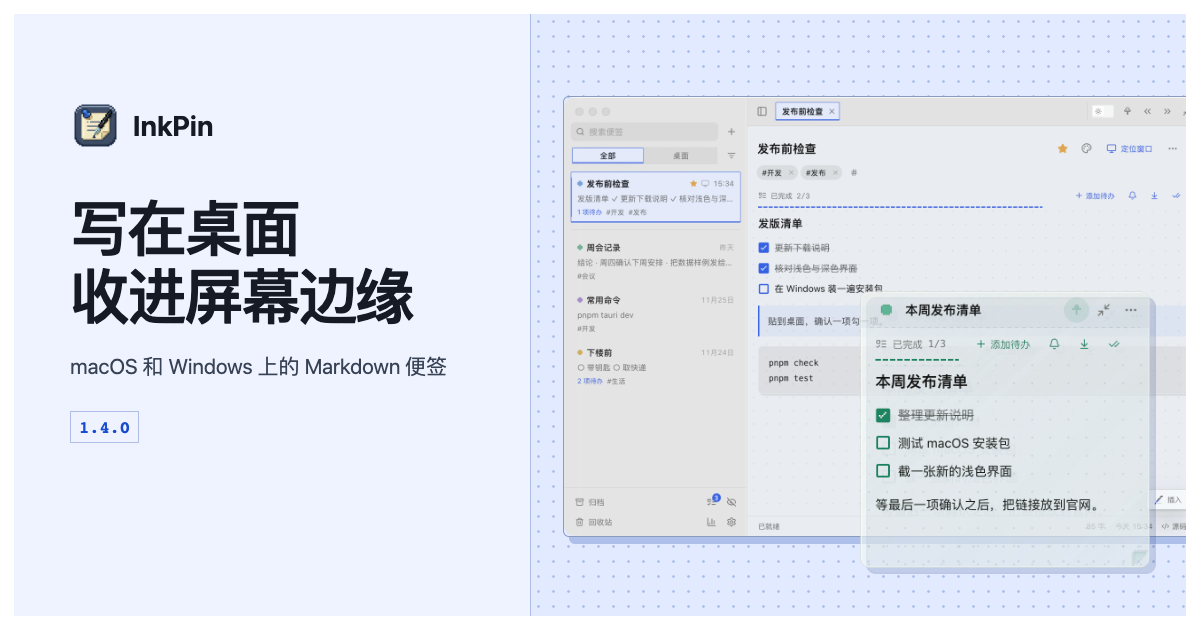 InkPin
写在桌面
收进屏幕边缘
macOS 和 Windows 上的 Markdown 便签
1.4.0
搜索便签
全部 桌面
发布前检查 15:34
发版清单 ✓ 更新下载说明 ✓ 核对浅色与深...
1 项待办 #开发 #发布
周会记录 昨天
结论 · 周四确认下周安排 · 把数据样例发给...
#会议
常用命令 11月25日
pnpm tauri dev
#开发
下楼前 11月24日
带钥匙 取快递
2 项待办 #生活
归档
3
回收站
发布前检查
发布前检查
定位窗口
#开发 #发布 #
已完成 2/3
添加待办
发版清单
更新下载说明
核对浅色与深色界面
在 Windows 装一遍安装包
贴到桌面，确认一项勾一项。
pnpm check
pnpm test
插入
已就绪
源码
本周发布清单
已完成 1/3
添加待办
本周发布清单
整理更新说明
测试 macOS 安装包
截一张新的浅色界面
等最后一项确认之后，把链接放到官网。